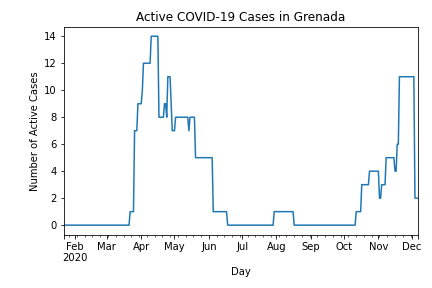 Active COVID-19 Cases in Grenada
Number of Active Cases
14
12
10
8
6
4
2
0
Feb Mar Apr May Jun Jul Aug Sep Oct Nov Dec
2020
Day